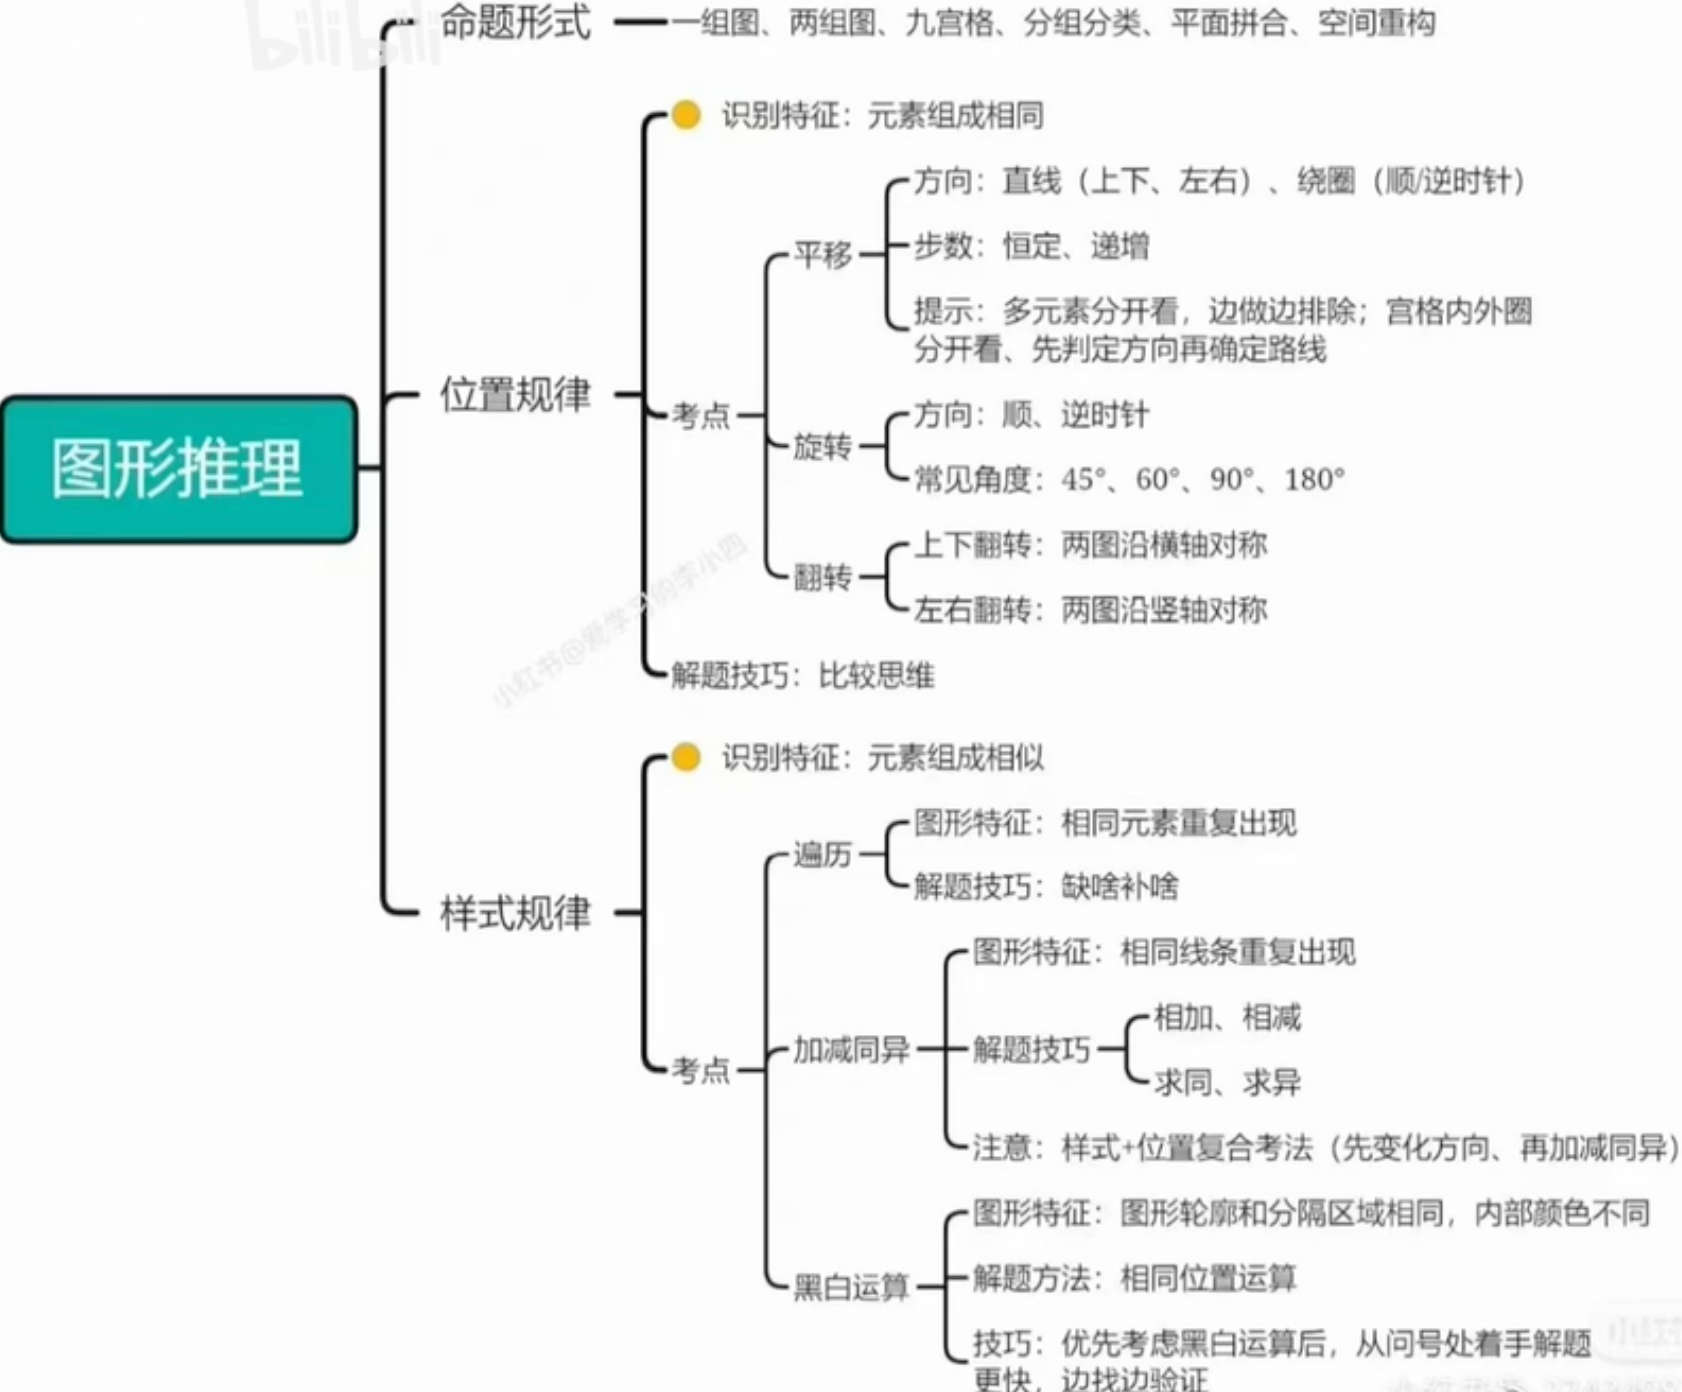 bilibili
命题形式
一组图、两组图、九宫格、分组分类、平面拼合、空间重构
识别特征：元素组成相同
方向：直线（上下、左右）、绕圈（顺/逆时针）
平移
步数：恒定、递增
提示：多元素分开看，边做边排除；宫格内外圈
分开看、先判定方向再确定路线
位置规律
考点
方向：顺、逆时针
旋转
常见角度：45°、60°、90°、180°
图形推理
上下翻转：两图沿横轴对称
翻转
左右翻转：两图沿竖轴对称
小红书@爱学习的李小四
解题技巧：比较思维
识别特征：元素组成相似
图形特征：相同元素重复出现
遍历
解题技巧：缺啥补啥
样式规律
图形特征：相同线条重复出现
相加、相减
加减同异
解题技巧
考点
求同、求异
注意：样式+位置复合考法（先变化方向、再加减同异）
图形特征：图形轮廓和分隔区域相同，内部颜色不同
黑白运算
解题方法：相同位置运算
技巧：优先考虑黑白运算后，从问号处着手解题
更快，边找边验证